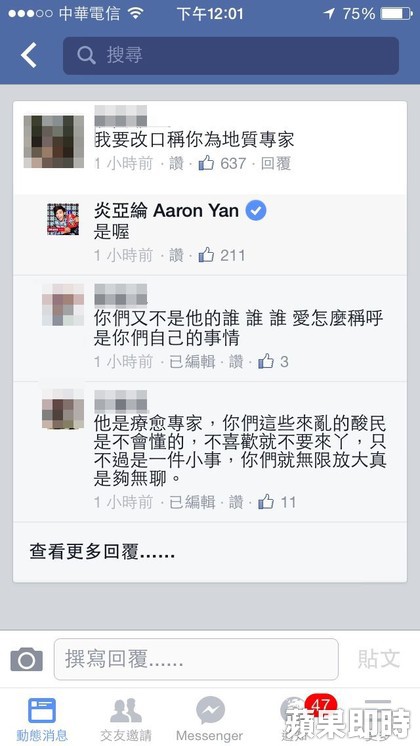 中華電信 下午12:01 75%
搜尋
我要改口稱你為地質專家
1 小時前 · 讚 · 637 · 回覆
炎亞綸 Aaron Yan
是喔
1 小時前 · 讚 · 211
你們又不是他的誰 誰 誰 愛怎麼稱呼
是你們自己的事情
1 小時前 · 已編輯 · 讚 · 3
他是療愈專家，你們這些來亂的酸民
是不會懂的，不喜歡就不要來了，只
不過是一件小事，你們就無限放大真
是夠無聊。
1 小時前 · 已編輯 · 讚 · 11
查看更多回覆......
撰寫回覆...... 貼文
47
動態消息 交友邀請 Messenger
蘋果即時